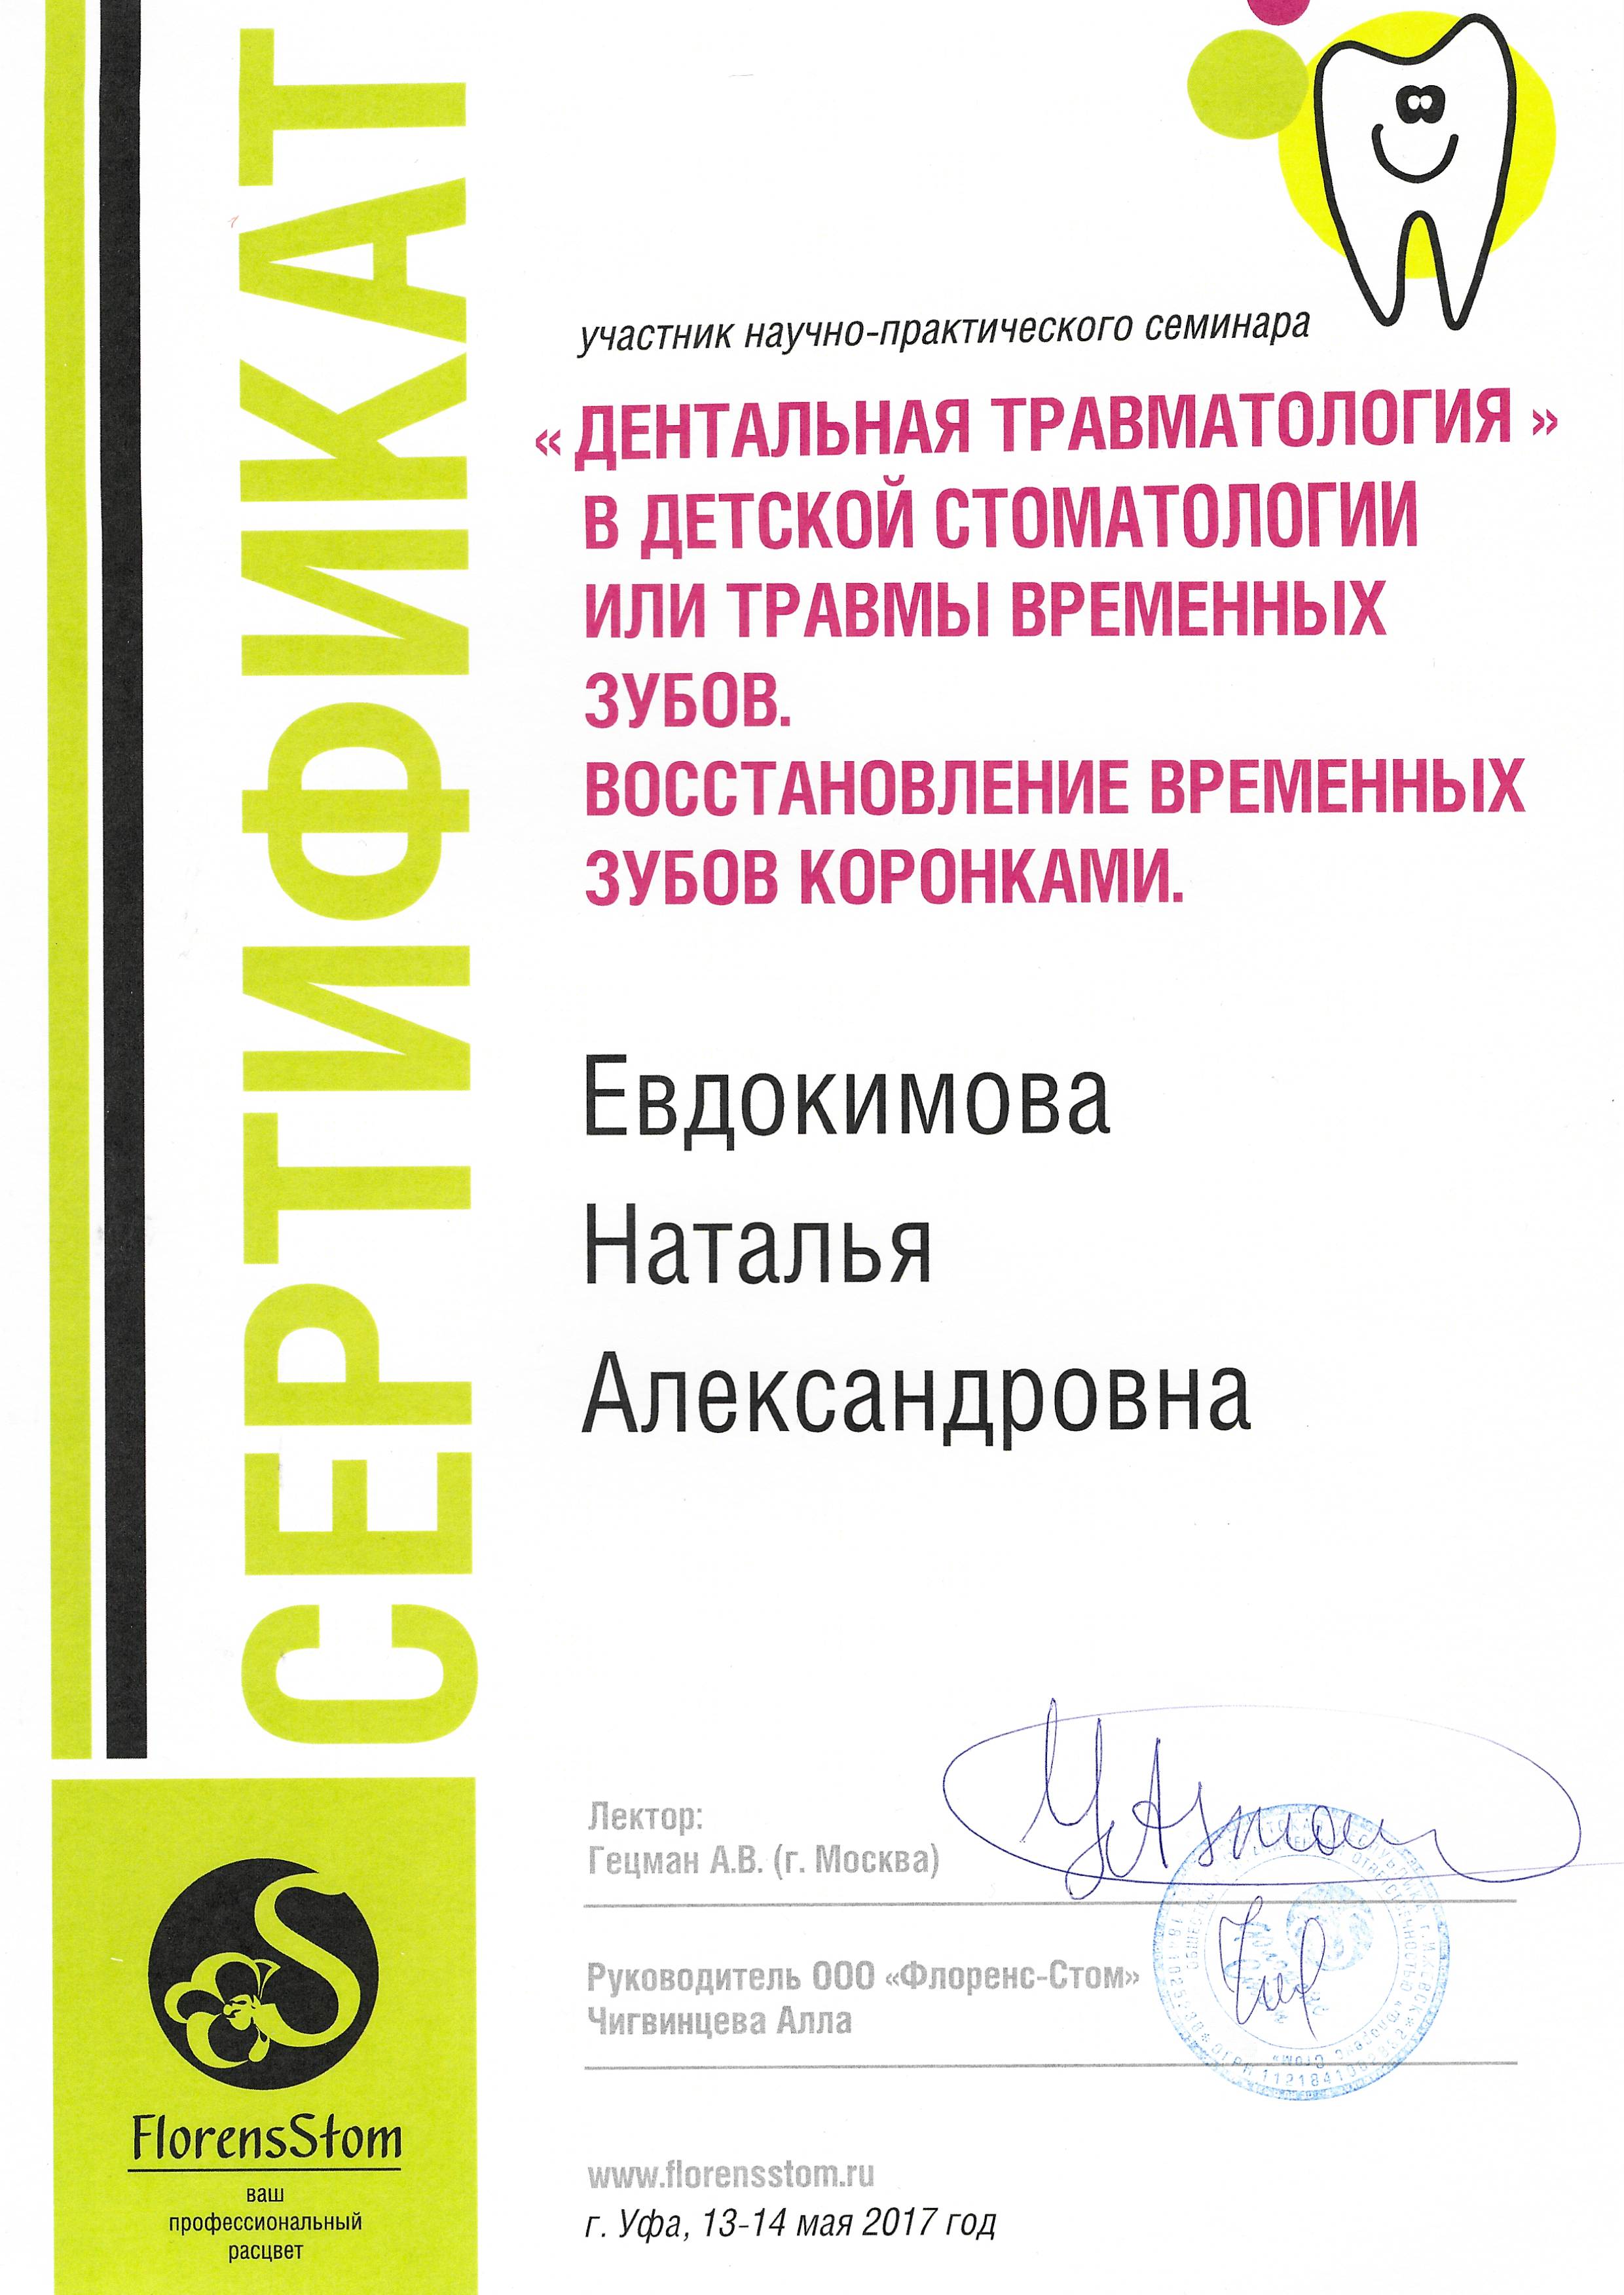 СЕРТИФИКАТ
участник научно-практического семинара
« ДЕНТАЛЬНАЯ ТРАВМАТОЛОГИЯ »
В ДЕТСКОЙ СТОМАТОЛОГИИ
ИЛИ ТРАВМЫ ВРЕМЕННЫХ
ЗУБОВ.
ВОССТАНОВЛЕНИЕ ВРЕМЕННЫХ
ЗУБОВ КОРОНКАМИ.
Евдокимова
Наталья
Александровна
Лектор:
Гецман А.В. (г. Москва)
Руководитель ООО «Флоренс-Стом»
Чигвинцева Алла
www.florensstom.ru
г. Уфа, 13-14 мая 2017 год
FlorensStom
ваш
профессиональный
расцвет